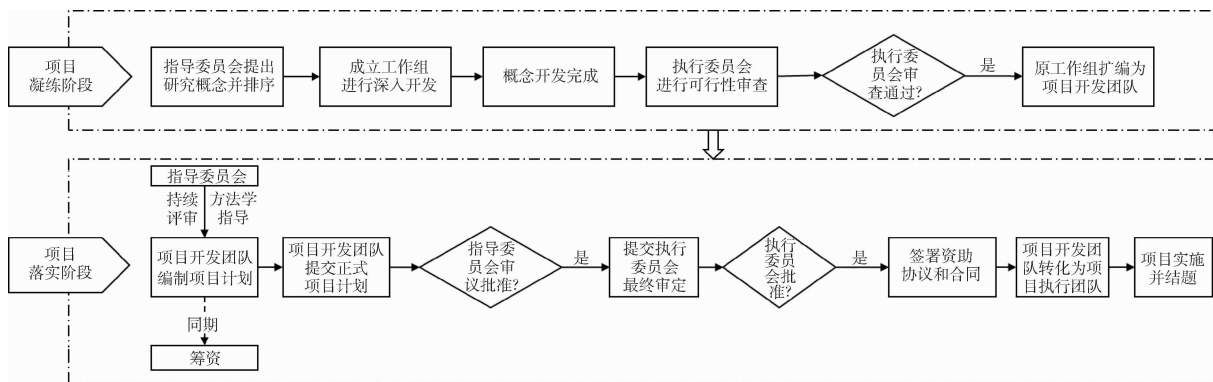 项目
凝练阶段
指导委员会提出
研究概念并排序
成立工作组
进行深入开发
概念开发完成
执行委员会
进行可行性审查
执行委
员会审
查通过?
是
原工作组扩编为
项目开发团队
指导委员会
持续
评审
方法学
指导
项目
落实阶段
项目开发团队
编制项目计划
同期
筹资
项目开发团队
提交正式
项目计划
指导委
员会审
议批准?
是
提交执行
委员会
最终审定
执行
委员
会批
准?
是
签署资助
协议和合同
项目开发团
队转化为项
目执行团队
项目实施
并结题